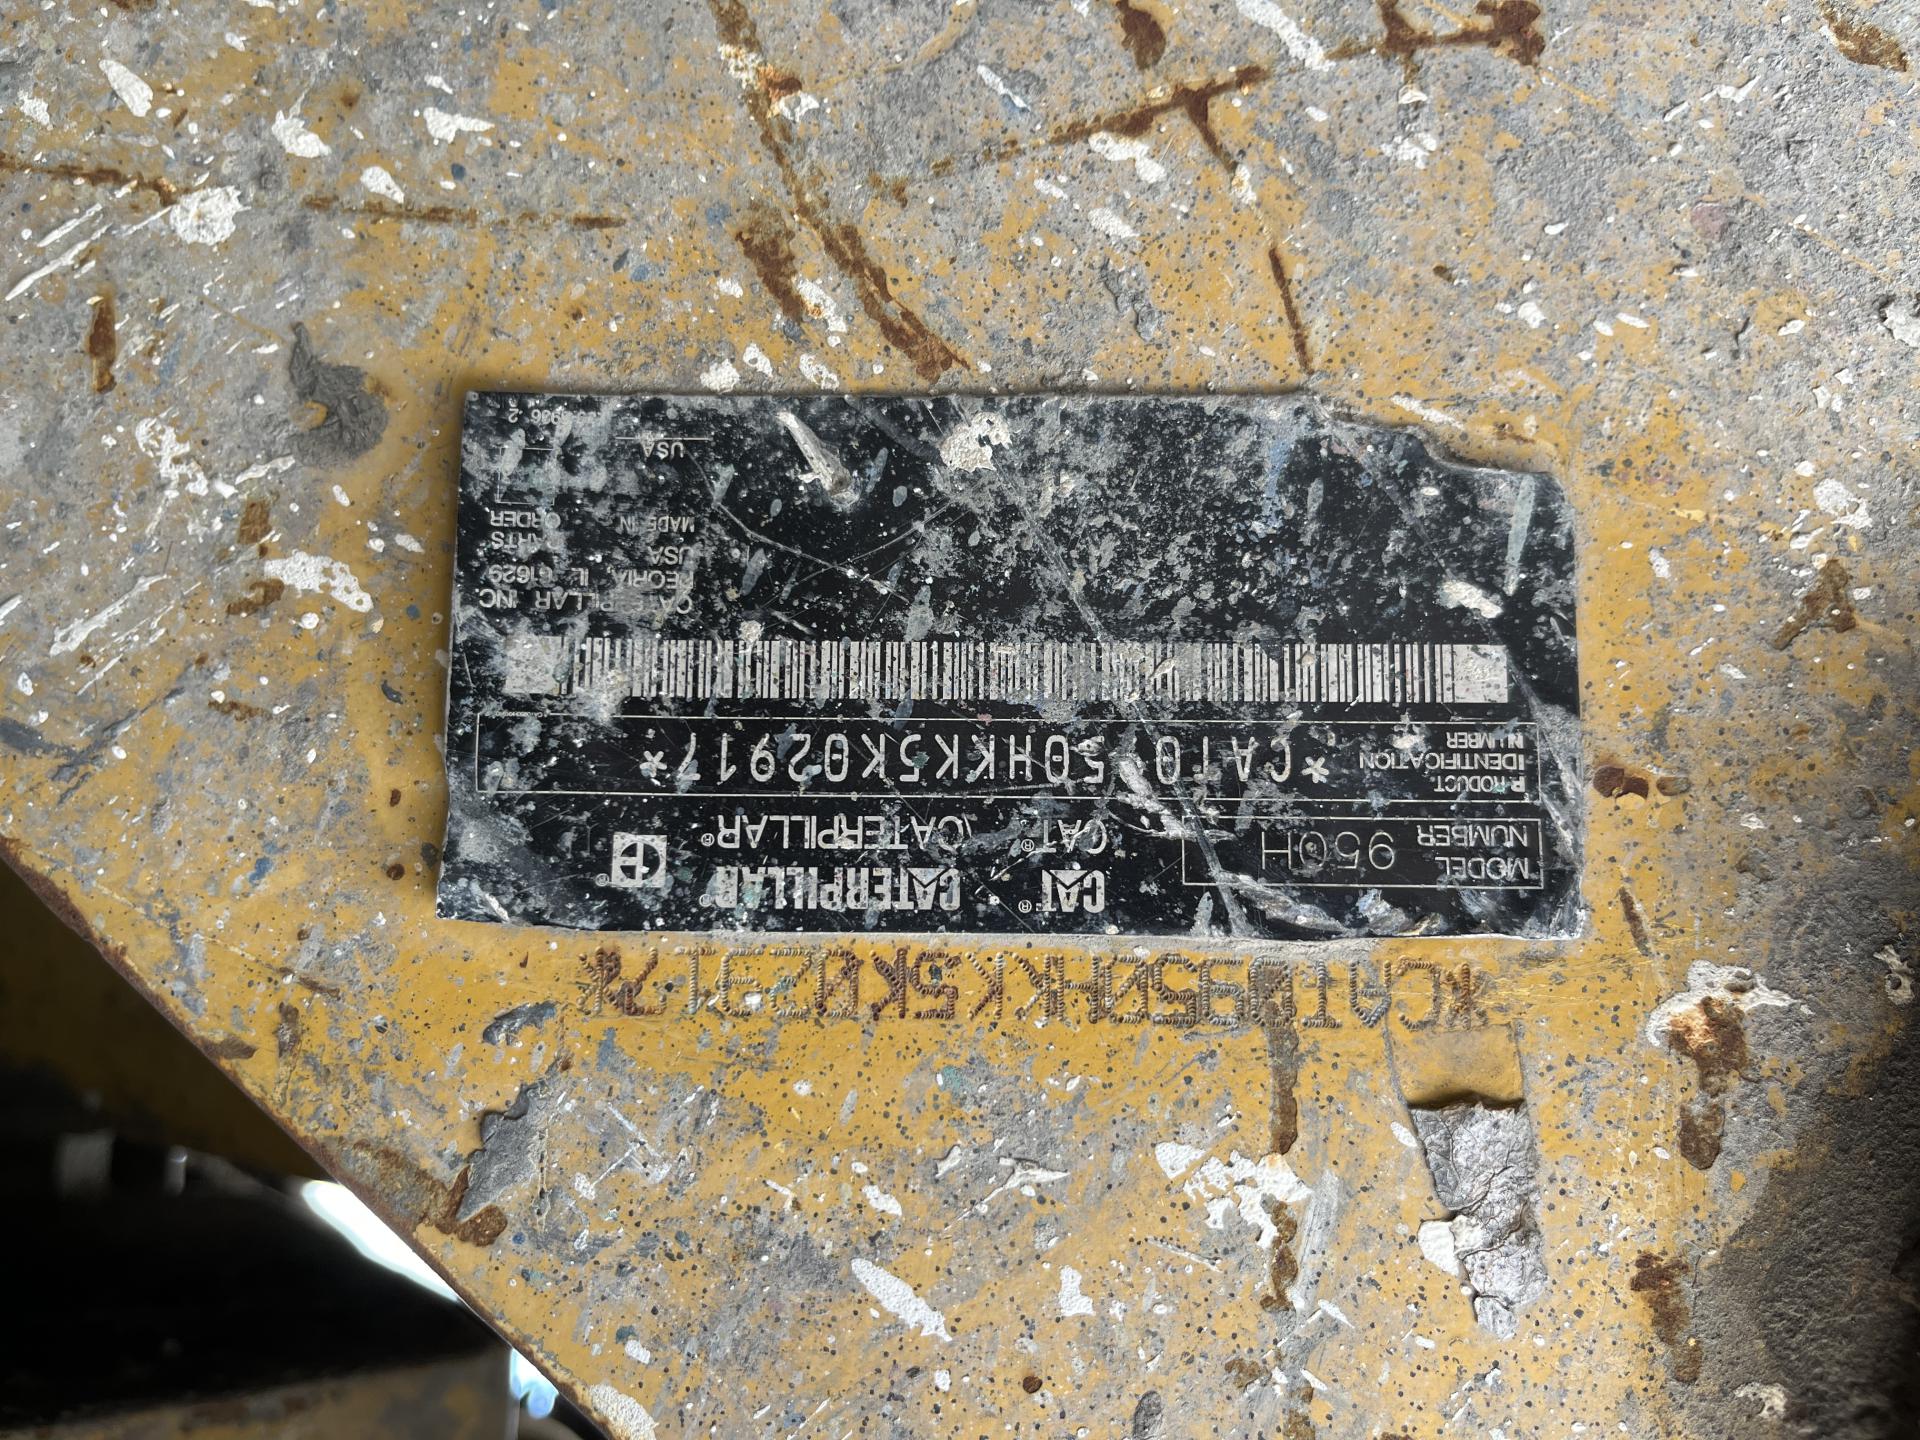 *CAT0950HKK5K02917*
MODEL NUMBER 950H
CAT® CATERPILLAR® ®
CAT® CATERPILLAR®
PRODUCT IDENTIFICATION NUMBER *CAT0 50HKK5K02917*
CATERPILLAR INC
PEORIA, IL 61629
USA PARTS
MADE IN ORDER
USA